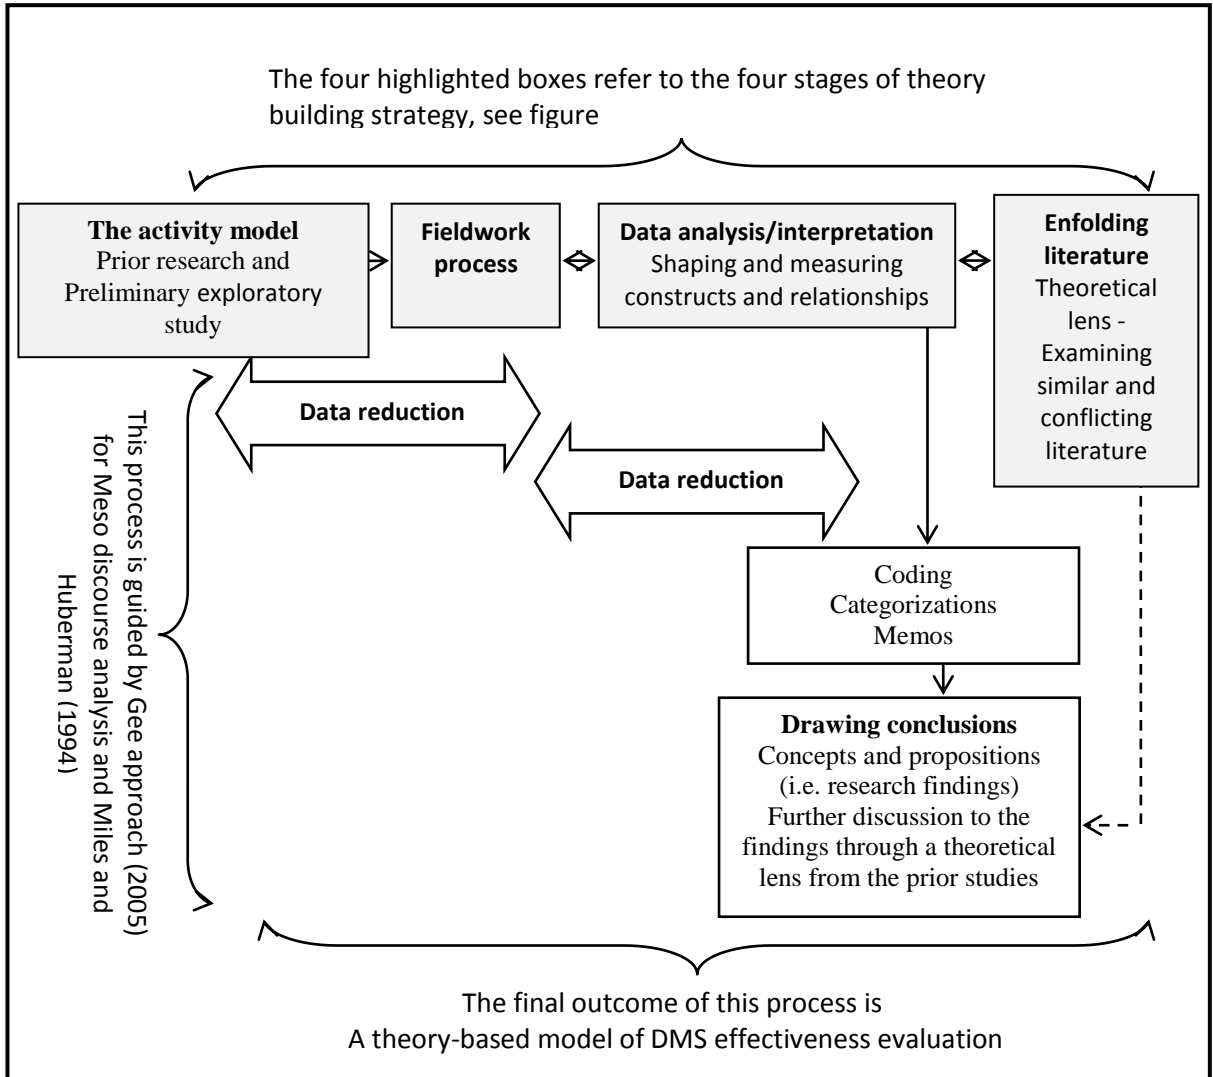 The four highlighted boxes refer to the four stages of theory
building strategy, see figure
The activity model
Prior research and
Preliminary exploratory
study
Fieldwork
process
Data analysis/interpretation
Shaping and measuring
constructs and relationships
Enfolding
literature
Theoretical
lens -
Examining
similar and
conflicting
literature
Data reduction
Data reduction
This process is guided by Gee approach (2005)
for Meso discourse analysis and Miles and
Huberman (1994)
Coding
Categorizations
Memos
Drawing conclusions
Concepts and propositions
(i.e. research findings)
Further discussion to the
findings through a theoretical
lens from the prior studies
The final outcome of this process is
A theory-based model of DMS effectiveness evaluation